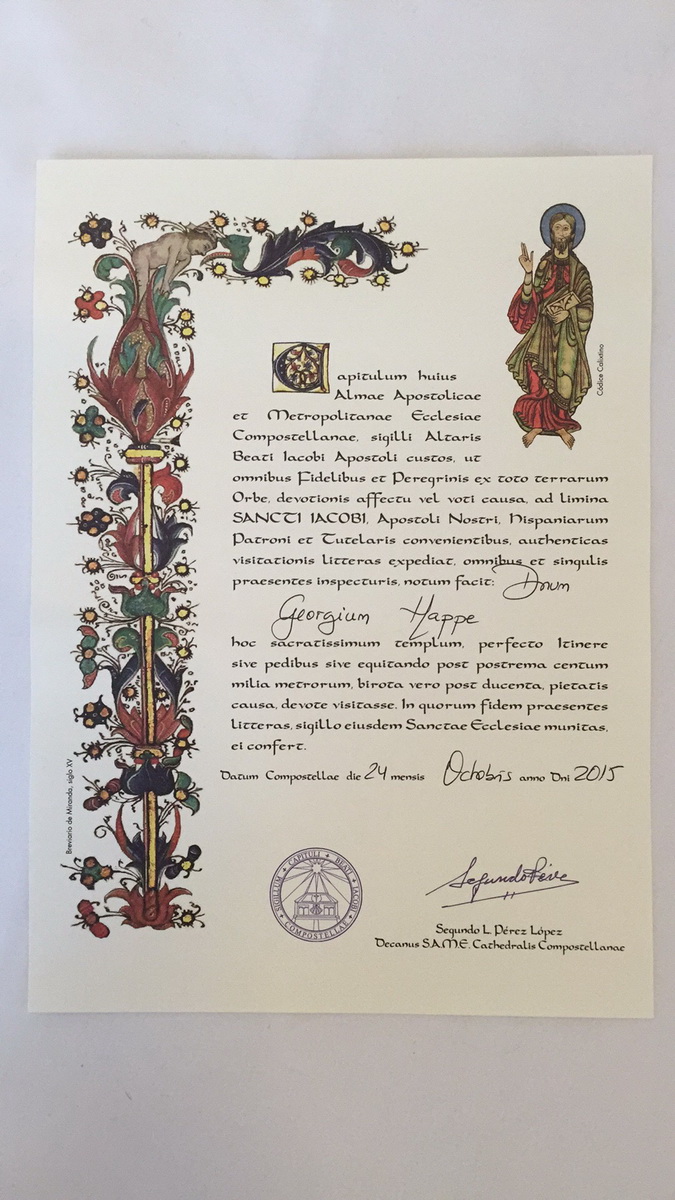 Códice Calixtino
Capitulum huius
Almae Apostolicae
et Metropolitanae Ecclesiae
Compostellanae, sigilli Altaris
Beati Iacobi Apostoli custos, ut
omnibus Fidelibus et Peregrinis ex toto terrarum
Orbe, devotionis affectu vel voti causa, ad limina
SANCTI IACOBI, Apostoli Nostri, Hispaniarum
Patroni et Tutelaris convenientibus, authenticas
visitationis litteras expediat, omnibus et singulis
praesentes inspecturis, notum facit: Dnum
Georgium Happe
hoc sacratissimum templum, perfecto Itinere
sive pedibus sive equitando post postrema centum
milia metrorum, birota vero post ducenta, pietatis
causa, devote visitasse. In quorum fidem praesentes
litteras, sigillo eiusdem Sanctae Ecclesiae munitas,
ei confert.
Datum Compostellae die 24 mensis Octobris anno Dni 2015
Breviario de Miranda, siglo XV
SIGILLUM CAPITULI BEATI IACOBI COMPOSTELLAE
Segundo Pérez
Segundo L. Pérez López
Decanus S.A.M.E. Cathedralis Compostellanae